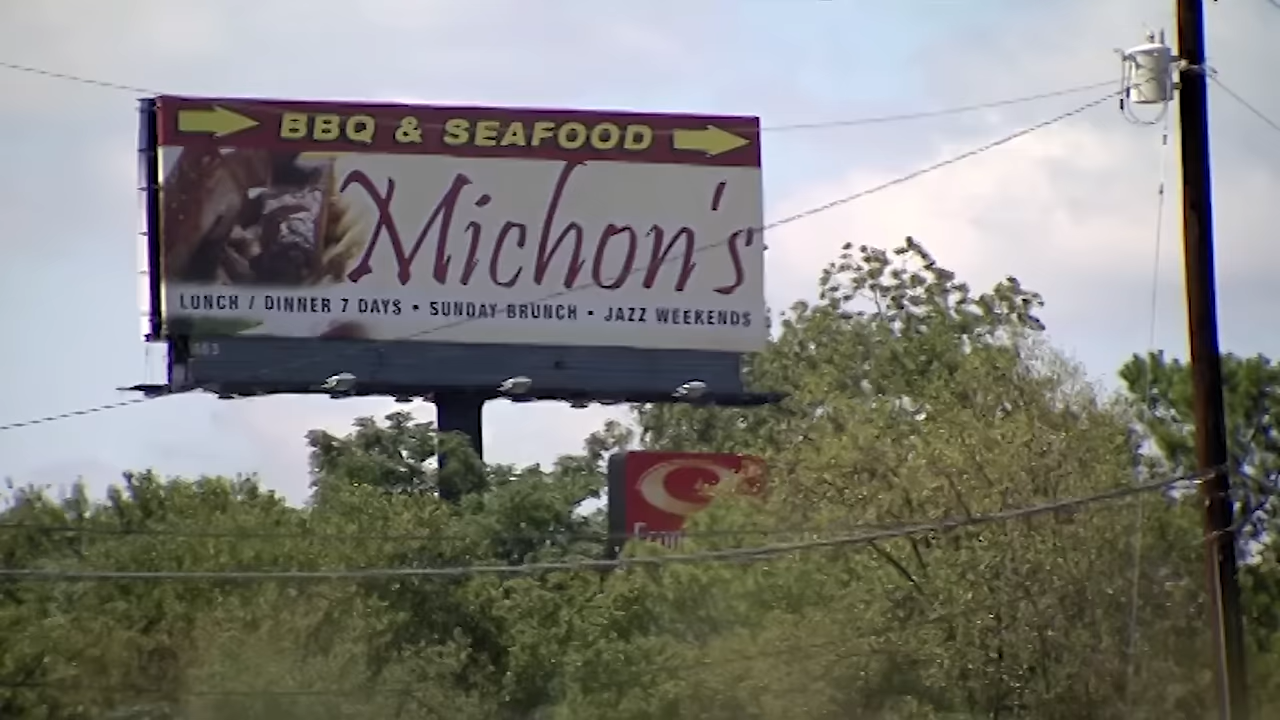 BBQ & SEAFOOD
Michon's
LUNCH / DINNER 7 DAYS • SUNDAY BRUNCH • JAZZ WEEKENDS